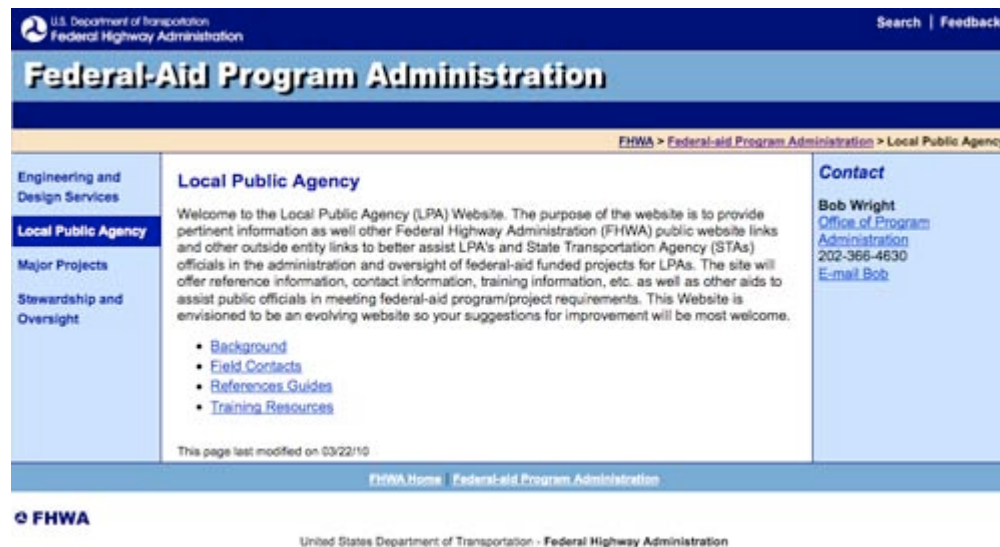 U.S. Department of Transportation
Federal Highway Administration
Search | Feedback
Federal-Aid Program Administration
FHWA > Federal-aid Program Administration > Local Public Agency
Engineering and
Design Services
Local Public Agency
Major Projects
Stewardship and
Oversight
Local Public Agency
Welcome to the Local Public Agency (LPA) Website. The purpose of the website is to provide
pertinent information as well other Federal Highway Administration (FHWA) public website links
and other outside entity links to better assist LPA's and State Transportation Agency (STAs)
officials in the administration and oversight of federal-aid funded projects for LPAs. The site will
offer reference information, contact information, training information, etc. as well as other aids to
assist public officials in meeting federal-aid program/project requirements. This Website is
envisioned to be an evolving website so your suggestions for improvement will be most welcome.
• Background
• Field Contacts
• References Guides
• Training Resources
This page last modified on 03/22/10
Contact
Bob Wright
Office of Program
Administration
202-366-4630
E-mail Bob
FHWA Home | Federal-aid Program Administration
FHWA
United States Department of Transportation - Federal Highway Administration